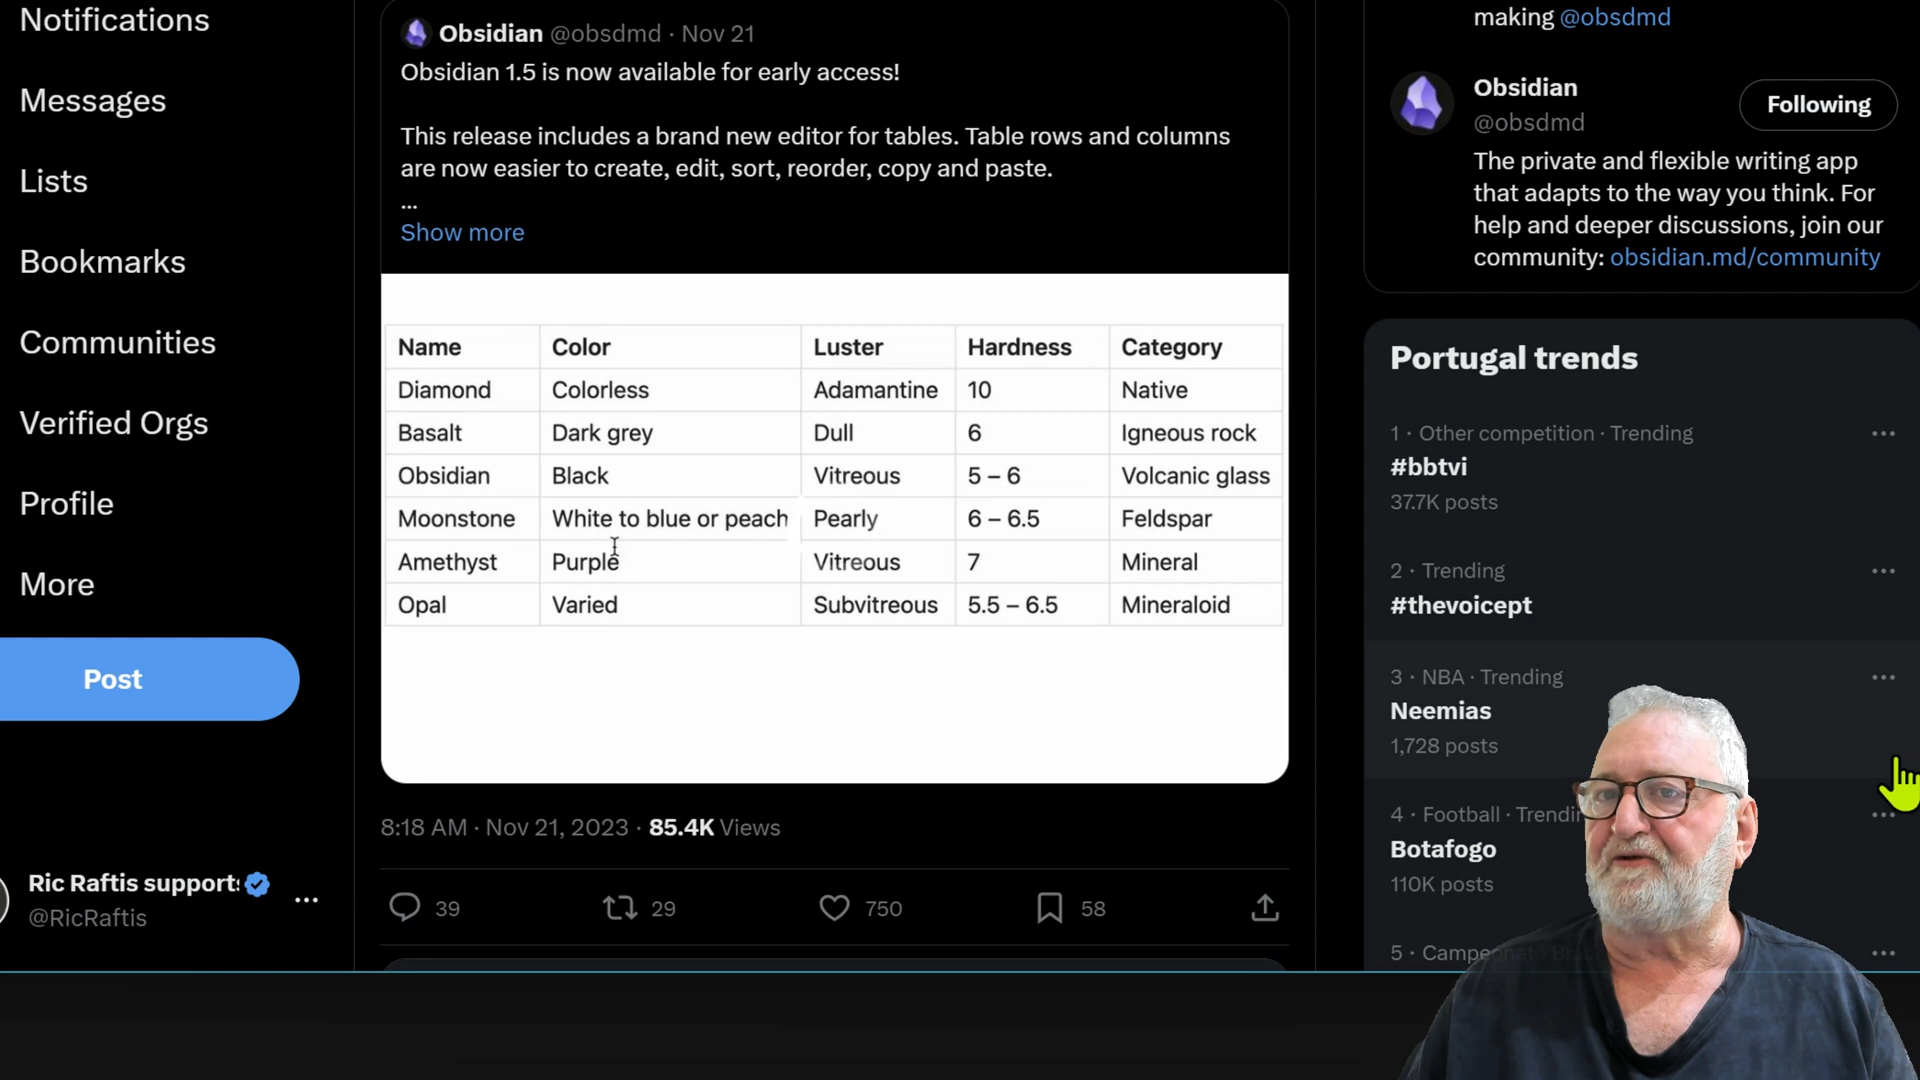 Notifications
Messages
Lists
Bookmarks
Communities
Verified Orgs
Profile
More
Post
Ric Raftis supports
@RicRaftis
Obsidian @obsdmd · Nov 21
Obsidian 1.5 is now available for early access!
This release includes a brand new editor for tables. Table rows and columns
are now easier to create, edit, sort, reorder, copy and paste.
...
Show more
Name Color Luster Hardness Category
Diamond Colorless Adamantine 10 Native
Basalt Dark grey Dull 6 Igneous rock
Obsidian Black Vitreous 5 – 6 Volcanic glass
Moonstone White to blue or peach Pearly 6 – 6.5 Feldspar
Amethyst Purple Vitreous 7 Mineral
Opal Varied Subvitreous 5.5 – 6.5 Mineraloid
8:18 AM · Nov 21, 2023 · 85.4K Views
39 29 750 58
making @obsdmd
Obsidian
@obsdmd
Following
The private and flexible writing app
that adapts to the way you think. For
help and deeper discussions, join our
community: obsidian.md/community
Portugal trends
1 · Other competition · Trending
#bbtvi
37.7K posts
2 · Trending
#thevoicept
3 · NBA · Trending
Neemias
1,728 posts
4 · Football · Trending
Botafogo
110K posts
5 ·